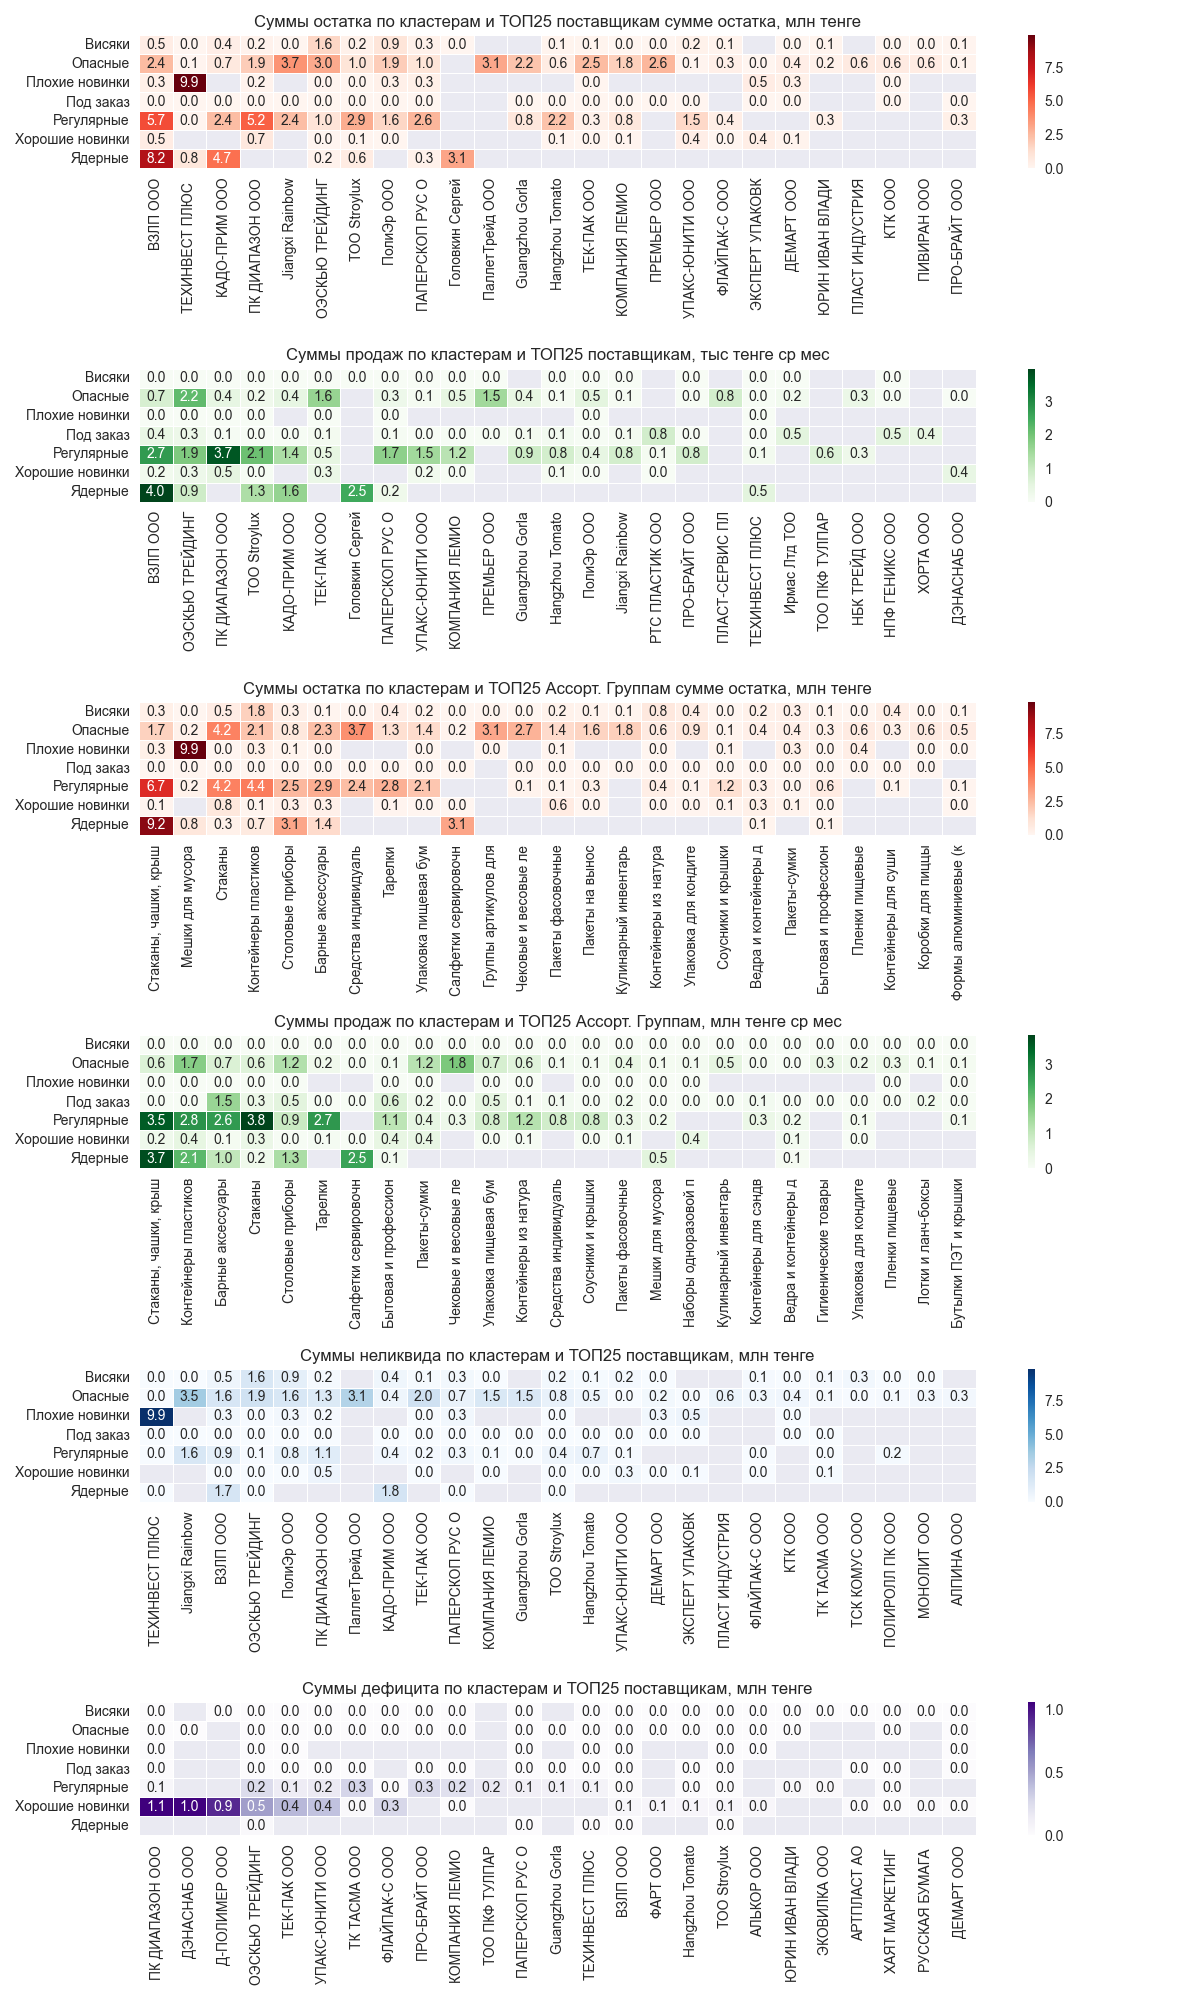 Суммы остатка по кластерам и ТОП25 поставщикам сумме остатка, млн тенге
Висяки 0.5 0.0 0.4 0.2 0.0 1.6 0.2 0.9 0.3 0.0 0.1 0.1 0.0 0.0 0.2 0.1 0.0 0.1 0.0 0.0 0.1
Опасные 2.4 0.1 0.7 1.9 3.7 3.0 1.0 1.9 1.0 3.1 2.2 0.6 2.5 1.8 2.6 0.1 0.3 0.0 0.4 0.2 0.6 0.6 0.6 0.1
Плохие новинки 0.3 9.9 0.2 0.0 0.3 0.3 0.0 0.5 0.3 0.0
Под заказ 0.0 0.0 0.0 0.0 0.0 0.0 0.0 0.0 0.0 0.0 0.0 0.0 0.0 0.0 0.0 0.0 0.0 0.0 0.0
Регулярные 5.7 0.0 2.4 5.2 2.4 1.0 2.9 1.6 2.6 0.8 2.2 0.3 0.8 1.5 0.4 0.3 0.3
Хорошие новинки 0.5 0.7 0.0 0.1 0.0 0.1 0.0 0.1 0.4 0.0 0.4 0.1
Ядерные 8.2 0.8 4.7 0.2 0.6 0.3 3.1
7.5
5.0
2.5
0.0
ВЗЛП ООО
ТЕХИНВЕСТ ПЛЮС
КАДО-ПРИМ ООО
ПК ДИАПАЗОН ООО
Jiangxi Rainbow
ОЭСКЬЮ ТРЕЙДИНГ
ТОО Stroylux
ПолиЭр ООО
ПАПЕРСКОП РУС О
Головкин Сергей
ПаллетТрейд ООО
Guangzhou Gorla
Hangzhou Tomato
ТЕК-ПАК ООО
КОМПАНИЯ ЛЕМИО
ПРЕМЬЕР ООО
УПАКС-ЮНИТИ ООО
ФЛАЙПАК-С ООО
ЭКСПЕРТ УПАКОВК
ДЕМАРТ ООО
ЮРИН ИВАН ВЛАДИ
ПЛАСТ ИНДУСТРИЯ
КТК ООО
ПИВИРАН ООО
ПРО-БРАЙТ ООО
Суммы продаж по кластерам и ТОП25 поставщикам, тыс тенге ср мес
Висяки 0.0 0.0 0.0 0.0 0.0 0.0 0.0 0.0 0.0 0.0 0.0 0.0 0.0 0.0 0.0 0.0 0.0 0.0
Опасные 0.7 2.2 0.4 0.2 0.4 1.6 0.3 0.1 0.5 1.5 0.4 0.1 0.5 0.1 0.0 0.8 0.0 0.2 0.3 0.0 0.0
Плохие новинки 0.0 0.0 0.0 0.0 0.0 0.0 0.0 0.0
Под заказ 0.4 0.3 0.1 0.0 0.0 0.1 0.1 0.0 0.0 0.0 0.1 0.1 0.0 0.1 0.8 0.0 0.0 0.5 0.5 0.4
Регулярные 2.7 1.9 3.7 2.1 1.4 0.5 1.7 1.5 1.2 0.9 0.8 0.4 0.8 0.1 0.8 0.1 0.6 0.3
Хорошие новинки 0.2 0.3 0.5 0.0 0.3 0.2 0.0 0.1 0.0 0.0 0.4
Ядерные 4.0 0.9 1.3 1.6 2.5 0.2 0.5
3
2
1
0
ВЗЛП ООО
ОЭСКЬЮ ТРЕЙДИНГ
ПК ДИАПАЗОН ООО
ТОО Stroylux
КАДО-ПРИМ ООО
ТЕК-ПАК ООО
Головкин Сергей
ПАПЕРСКОП РУС О
УПАКС-ЮНИТИ ООО
КОМПАНИЯ ЛЕМИО
ПРЕМЬЕР ООО
Guangzhou Gorla
Hangzhou Tomato
ПолиЭр ООО
Jiangxi Rainbow
РТС ПЛАСТИК ООО
ПРО-БРАЙТ ООО
ПЛАСТ-СЕРВИС ПЛ
ТЕХИНВЕСТ ПЛЮС
Ирмас Лтд ТОО
ТОО ПКФ ТУЛПАР
НБК ТРЕЙД ООО
НПФ ГЕНИКС ООО
ХОРТА ООО
ДЭНАСНАБ ООО
Суммы остатка по кластерам и ТОП25 Ассорт. Группам сумме остатка, млн тенге
Висяки 0.3 0.0 0.5 1.8 0.3 0.1 0.0 0.4 0.2 0.0 0.0 0.0 0.2 0.1 0.1 0.8 0.4 0.0 0.2 0.3 0.1 0.0 0.4 0.0 0.1
Опасные 1.7 0.2 4.2 2.1 0.8 2.3 3.7 1.3 1.4 0.2 3.1 2.7 1.4 1.6 1.8 0.6 0.9 0.1 0.4 0.4 0.3 0.6 0.3 0.6 0.5
Плохие новинки 0.3 9.9 0.0 0.3 0.1 0.0 0.0 0.0 0.1 0.0 0.1 0.3 0.0 0.4 0.0 0.0
Под заказ 0.0 0.0 0.0 0.0 0.0 0.0 0.0 0.0 0.0 0.0 0.0 0.0 0.0 0.0 0.0 0.0 0.0 0.0 0.0 0.0 0.0 0.0 0.0
Регулярные 6.7 0.2 4.2 4.4 2.5 2.9 2.4 2.8 2.1 0.1 0.1 0.3 0.4 0.1 1.2 0.3 0.0 0.6 0.1 0.1
Хорошие новинки 0.1 0.8 0.1 0.3 0.3 0.1 0.0 0.0 0.6 0.0 0.0 0.0 0.1 0.3 0.1 0.0 0.0
Ядерные 9.2 0.8 0.3 0.7 3.1 1.4 3.1 0.1 0.1
7.5
5.0
2.5
0.0
Стаканы, чашки, крыш
Мешки для мусора
Стаканы
Контейнеры пластиков
Столовые приборы
Барные аксессуары
Средства индивидуаль
Тарелки
Упаковка пищевая бум
Салфетки сервировочн
Группы артикулов для
Чековые и весовые ле
Пакеты фасовочные
Пакеты на вынос
Кулинарный инвентарь
Контейнеры из натура
Упаковка для кондите
Соусники и крышки
Ведра и контейнеры д
Пакеты-сумки
Бытовая и профессион
Пленки пищевые
Контейнеры для суши
Коробки для пиццы
Формы алюминиевые (к
Суммы продаж по кластерам и ТОП25 Ассорт. Группам, млн тенге ср мес
Висяки 0.0 0.0 0.0 0.0 0.0 0.0 0.0 0.0 0.0 0.0 0.0 0.0 0.0 0.0 0.0 0.0 0.0 0.0 0.0 0.0 0.0 0.0 0.0 0.0 0.0
Опасные 0.6 1.7 0.7 0.6 1.2 0.2 0.0 0.1 1.2 1.8 0.7 0.6 0.1 0.1 0.4 0.1 0.1 0.5 0.0 0.0 0.3 0.2 0.3 0.1 0.1
Плохие новинки 0.0 0.0 0.0 0.0 0.0 0.0 0.0 0.0 0.0 0.0 0.0 0.0 0.0 0.0 0.0
Под заказ 0.0 0.0 1.5 0.3 0.5 0.0 0.0 0.6 0.2 0.0 0.5 0.1 0.1 0.0 0.2 0.0 0.0 0.0 0.1 0.0 0.0 0.0 0.0 0.2 0.0
Регулярные 3.5 2.8 2.6 3.8 0.9 2.7 1.1 0.4 0.3 0.8 1.2 0.8 0.8 0.3 0.2 0.3 0.2 0.1 0.1
Хорошие новинки 0.2 0.4 0.1 0.3 0.0 0.1 0.0 0.4 0.4 0.0 0.1 0.0 0.1 0.4 0.1 0.0
Ядерные 3.7 2.1 1.0 0.2 1.3 2.5 0.1 0.5 0.1
3
2
1
0
Стаканы, чашки, крыш
Контейнеры пластиков
Барные аксессуары
Стаканы
Столовые приборы
Тарелки
Салфетки сервировочн
Бытовая и профессион
Пакеты-сумки
Чековые и весовые ле
Упаковка пищевая бум
Контейнеры из натура
Средства индивидуаль
Соусники и крышки
Пакеты фасовочные
Мешки для мусора
Наборы одноразовой п
Кулинарный инвентарь
Контейнеры для сэндв
Ведра и контейнеры д
Гигиенические товары
Упаковка для кондите
Пленки пищевые
Лотки и ланч-боксы
Бутылки ПЭТ и крышки
Суммы неликвида по кластерам и ТОП25 поставщикам, млн тенге
Висяки 0.0 0.5 1.6 0.9 0.2 0.4 0.1 0.3 0.0 0.2 0.1 0.2 0.0 0.1 0.0 0.1 0.3 0.0 0.0
Опасные 0.0 3.5 1.6 1.9 1.6 1.3 3.1 0.4 2.0 0.7 1.5 1.5 0.8 0.5 0.0 0.2 0.0 0.6 0.3 0.4 0.1 0.0 0.1 0.3 0.3
Плохие новинки 9.9 0.3 0.0 0.3 0.2 0.0 0.3 0.0 0.3 0.5 0.0
Под заказ 0.0 0.0 0.0 0.0 0.0 0.0 0.0 0.0 0.0 0.0 0.0 0.0 0.0 0.0 0.0 0.0 0.0 0.0
Регулярные 0.0 1.6 0.9 0.1 0.8 1.1 0.4 0.2 0.3 0.1 0.0 0.4 0.7 0.1 0.0 0.0 0.2
Хорошие новинки 0.0 0.0 0.0 0.5 0.0 0.0 0.0 0.0 0.3 0.0 0.1 0.0 0.1
Ядерные 0.0 1.7 0.0 1.8 0.0 0.0
7.5
5.0
2.5
0.0
ТЕХИНВЕСТ ПЛЮС
Jiangxi Rainbow
ВЗЛП ООО
ОЭСКЬЮ ТРЕЙДИНГ
ПолиЭр ООО
ПК ДИАПАЗОН ООО
ПаллетТрейд ООО
КАДО-ПРИМ ООО
ТЕК-ПАК ООО
ПАПЕРСКОП РУС О
КОМПАНИЯ ЛЕМИО
Guangzhou Gorla
ТОО Stroylux
Hangzhou Tomato
УПАКС-ЮНИТИ ООО
ДЕМАРТ ООО
ЭКСПЕРТ УПАКОВК
ПЛАСТ ИНДУСТРИЯ
ФЛАЙПАК-С ООО
КТК ООО
ТК ТАСМА ООО
ТСК КОМУС ООО
ПОЛИРОЛЛ ПК ООО
МОНОЛИТ ООО
АППИНА ООО
Суммы дефицита по кластерам и ТОП25 поставщикам, млн тенге
Висяки 0.0 0.0 0.0 0.0 0.0 0.0 0.0 0.0 0.0 0.0 0.0 0.0 0.0 0.0 0.0 0.0 0.0 0.0 0.0 0.0 0.0
Опасные 0.0 0.0 0.0 0.0 0.0 0.0 0.0 0.0 0.0 0.0 0.0 0.0 0.0 0.0 0.0 0.0 0.0 0.0 0.0 0.0
Плохие новинки 0.0 0.0 0.0 0.0 0.0 0.0 0.0 0.0 0.0
Под заказ 0.0 0.0 0.0 0.0 0.0 0.0 0.0 0.0 0.0 0.0 0.0 0.0 0.0 0.0 0.0 0.0
Регулярные 0.1 0.2 0.1 0.2 0.3 0.0 0.3 0.2 0.2 0.1 0.1 0.1 0.0 0.0 0.0 0.0 0.0 0.0 0.0
Хорошие новинки 1.1 1.0 0.9 0.5 0.4 0.4 0.0 0.3 0.0 0.1 0.1 0.1 0.1 0.0 0.0 0.0 0.0 0.0
Ядерные 0.0 0.0 0.0 0.0 0.0
1.0
0.5
0.0
ПК ДИАПАЗОН ООО
ДЭНАСНАБ ООО
Д-ПОЛИМЕР ООО
ОЭСКЬЮ ТРЕЙДИНГ
ТЕК-ПАК ООО
УПАКС-ЮНИТИ ООО
ТК ТАСМА ООО
ФЛАЙПАК-С ООО
ПРО-БРАЙТ ООО
КОМПАНИЯ ЛЕМИО
ТОО ПКФ ТУЛПАР
ПАПЕРСКОП РУС О
Guangzhou Gorla
ТЕХИНВЕСТ ПЛЮС
ВЗЛП ООО
ФАРТ ООО
Hangzhou Tomato
ТОО Stroylux
АЛЬКОР ООО
ЮРИН ИВАН ВЛАДИ
ЭКОВИЛКА ООО
АРТПЛАСТ АО
ХАЯТ МАРКЕТИНГ
РУССКАЯ БУМАГА
ДЕМАРТ ООО